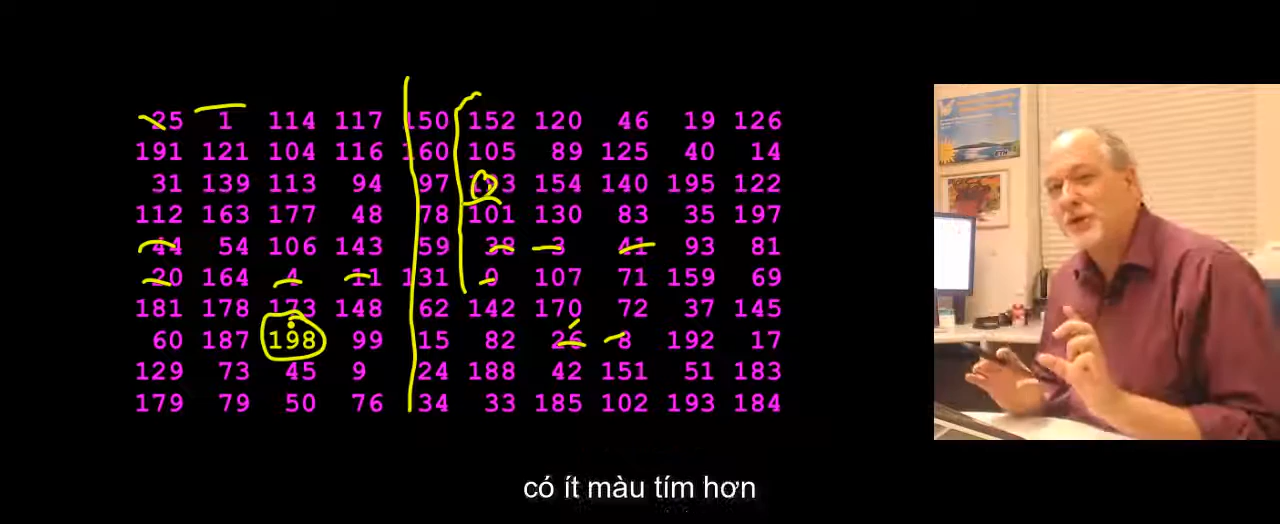 25 1 114 117 150 152 120 46 19 126
191 121 104 116 160 105 89 125 40 14
31 139 113 94 97 154 140 195 122
112 163 177 48 78 101 130 83 35 197
44 54 106 143 59 38 3 41 93 81
20 164 4 11 131 0 107 71 159 69
181 178 173 148 62 142 170 72 37 145
60 187 198 99 15 82 26 8 192 17
129 73 45 9 24 188 42 151 51 183
179 79 50 76 34 33 185 102 193 184
có ít màu tím hơn